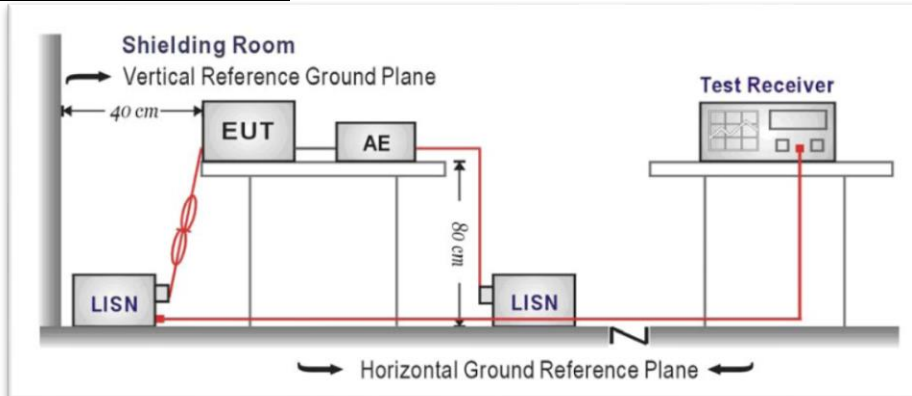 Shielding Room
Vertical Reference Ground Plane
Test Receiver
40 cm
EUT
AE
80 cm
LISN
LISN
Horizontal Ground Reference Plane